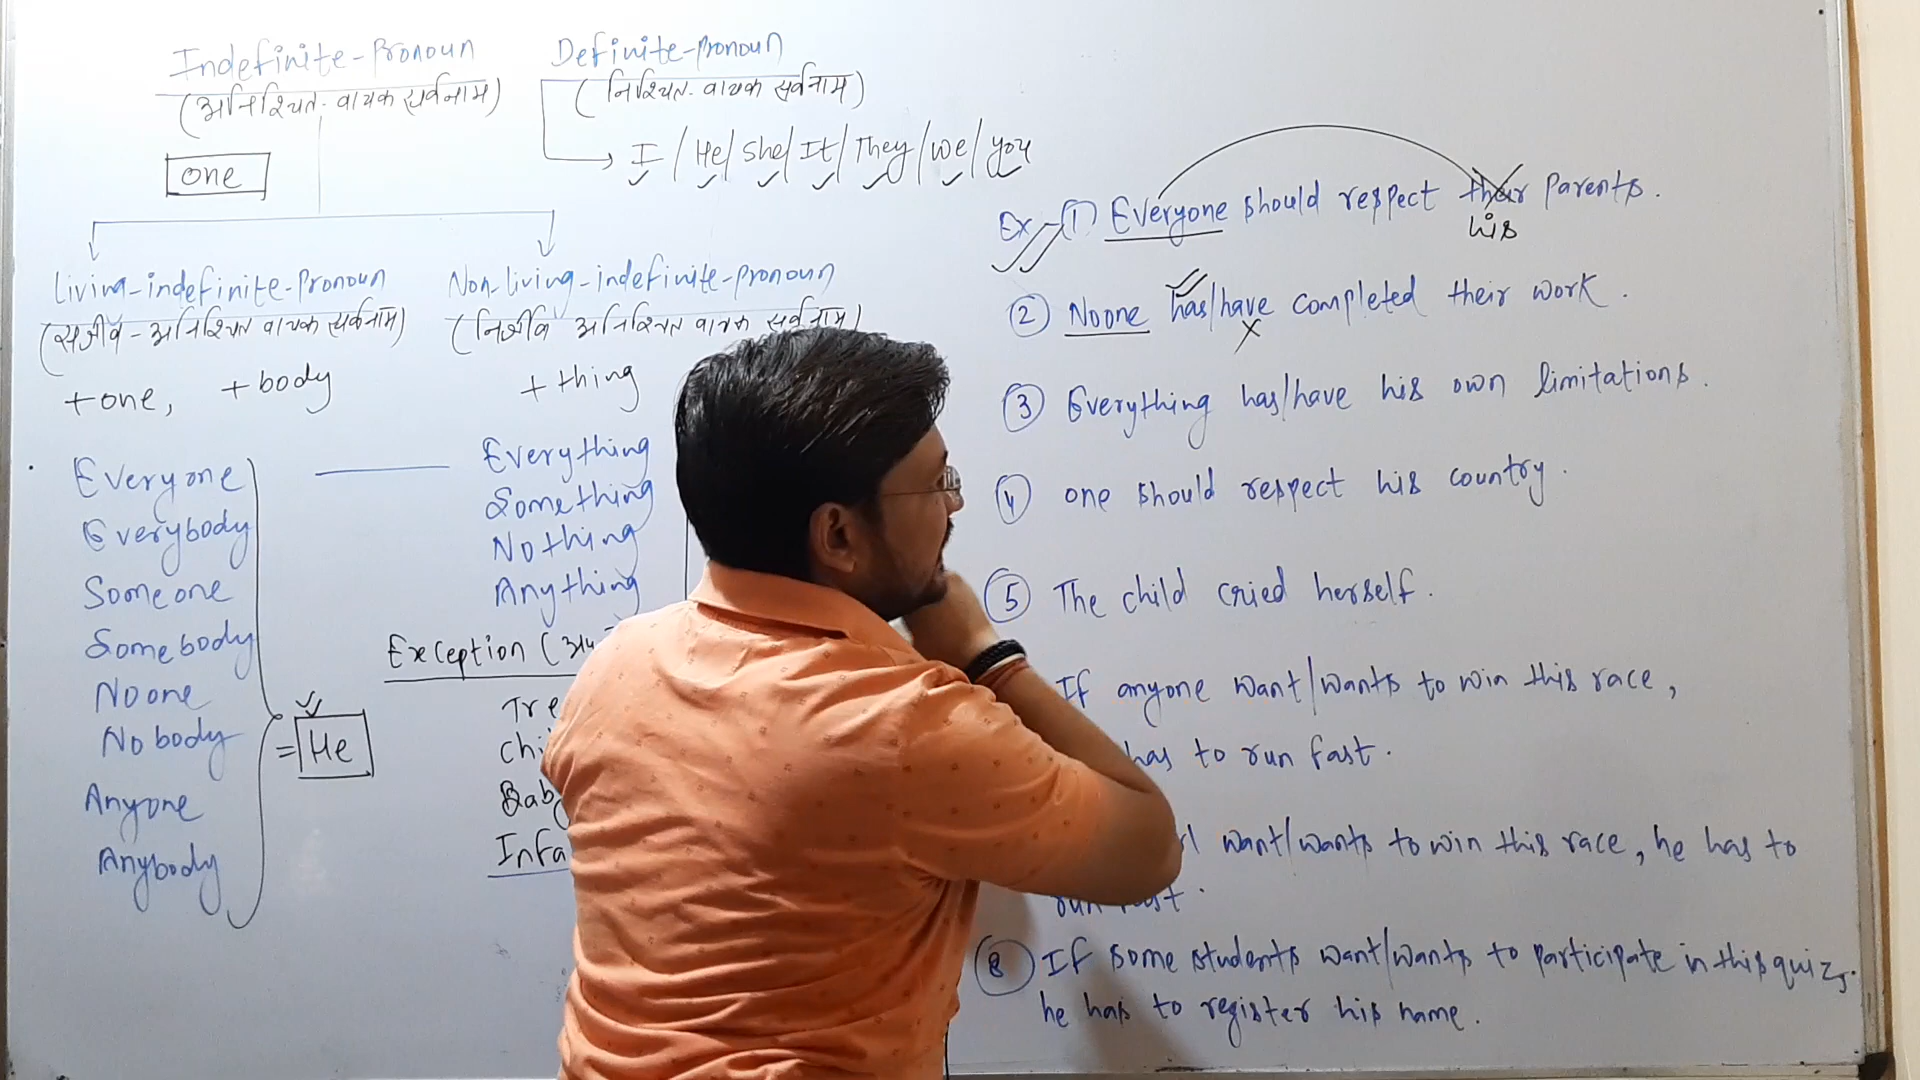 Indefinite-Pronoun
(अनिश्चित-वाचक सर्वनाम)
one
Definite-Pronoun
(निश्चित-वाचक सर्वनाम)
I / He / She / It / They / we / you
Living-indefinite-Pronoun
(सजीव-अनिश्चित वाचक सर्वनाम)
+one, +body
Everyone
Everybody
Someone
Somebody
Noone
Nobody
Anyone
Anybody
= He
Non-living-indefinite-pronoun
(निर्जीव अनिश्चित वाचक सर्वनाम)
+ thing
Everything
Something
Nothing
Anything
Exception (
Ex-① Everyone should respect their Parents.
his
② Noone has/have completed their work.
③ Everything has/have his own limitations.
④ one should respect his country.
⑤ The child cried herself.
If anyone want/wants to win this race,
has to run fast.
want/wants to win this race, he has to
⑧ If some students want/wants to participate in this quiz,
he has to register his name.